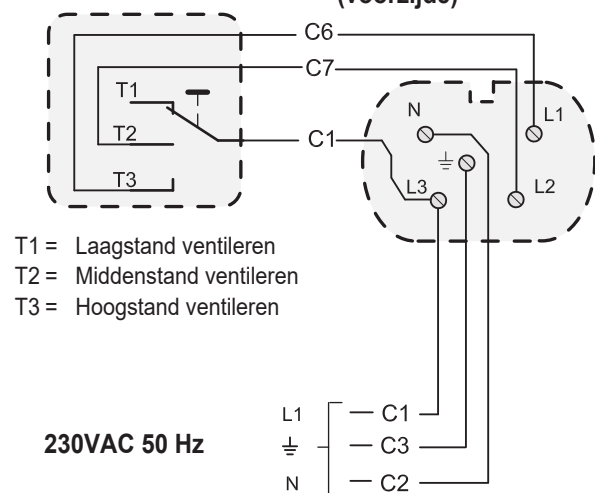 (voorzijde)
C6
C7
T1
N
L1
T2
C1
T3
L3
L2
T1 = Laagstand ventileren
T2 = Middenstand ventileren
T3 = Hoogstand ventileren
L1 C1
230VAC 50 Hz
C3
N C2